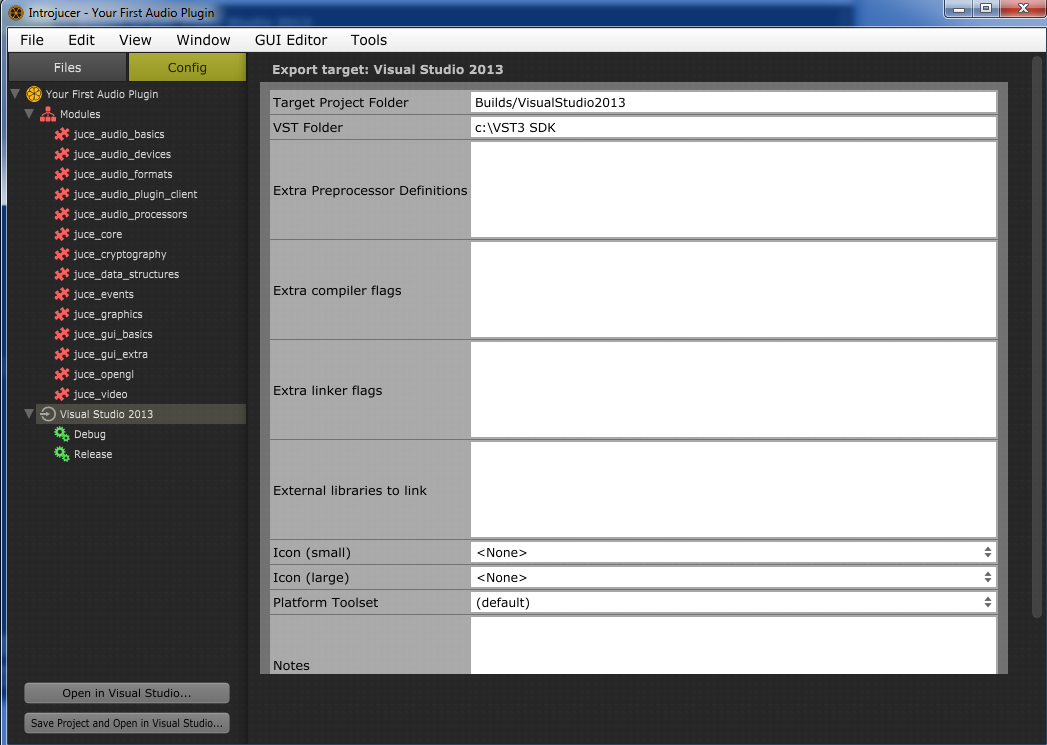 Introjucer - Your First Audio Plugin
File Edit View Window GUI Editor Tools
Files Config
Your First Audio Plugin
Modules
juce_audio_basics
juce_audio_devices
juce_audio_formats
juce_audio_plugin_client
juce_audio_processors
juce_core
juce_cryptography
juce_data_structures
juce_events
juce_graphics
juce_gui_basics
juce_gui_extra
juce_opengl
juce_video
Visual Studio 2013
Debug
Release
Open in Visual Studio...
Save Project and Open in Visual Studio...
Export target: Visual Studio 2013
Target Project Folder Builds/VisualStudio2013
VST Folder c:\VST3 SDK
Extra Preprocessor Definitions
Extra compiler flags
Extra linker flags
External libraries to link
Icon (small) <None>
Icon (large) <None>
Platform Toolset (default)
Notes